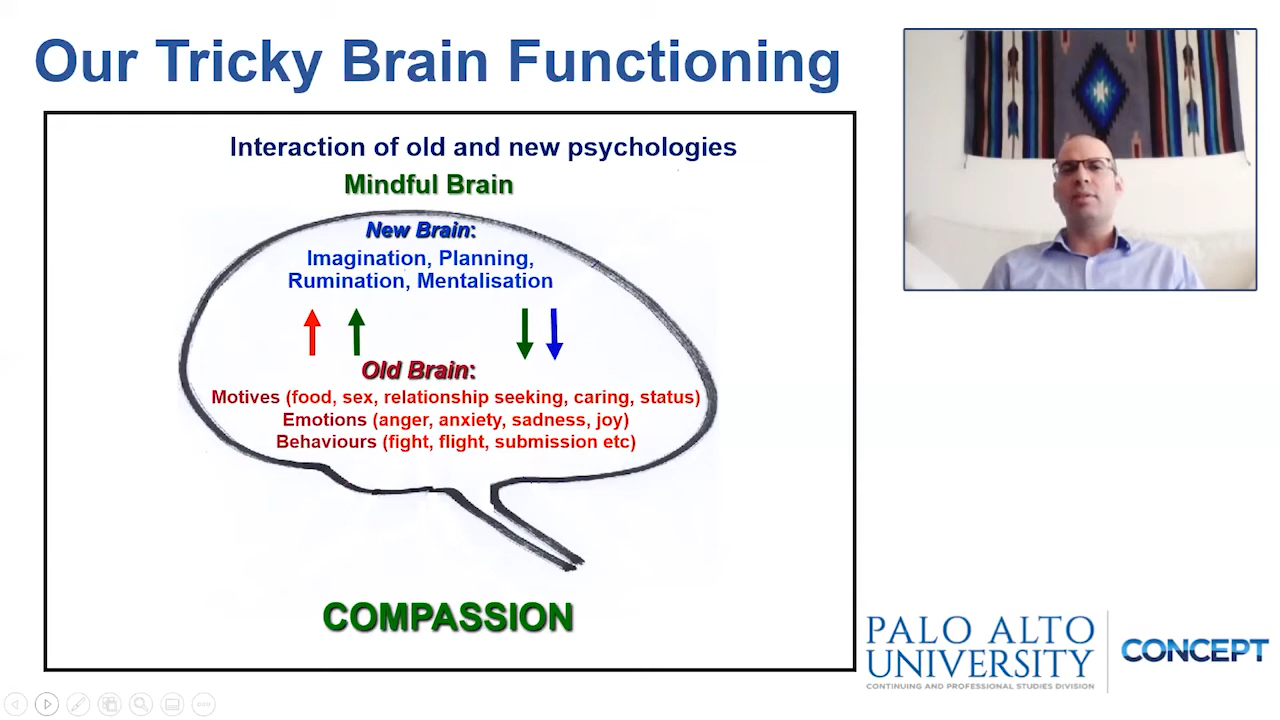 Our Tricky Brain Functioning
Interaction of old and new psychologies
Mindful Brain
New Brain:
Imagination, Planning,
Rumination, Mentalisation
Old Brain:
Motives (food, sex, relationship seeking, caring, status)
Emotions (anger, anxiety, sadness, joy)
Behaviours (fight, flight, submission etc)
COMPASSION
PALO ALTO
UNIVERSITY
CONTINUING AND PROFESSIONAL STUDIES DIVISION
CONCEPT